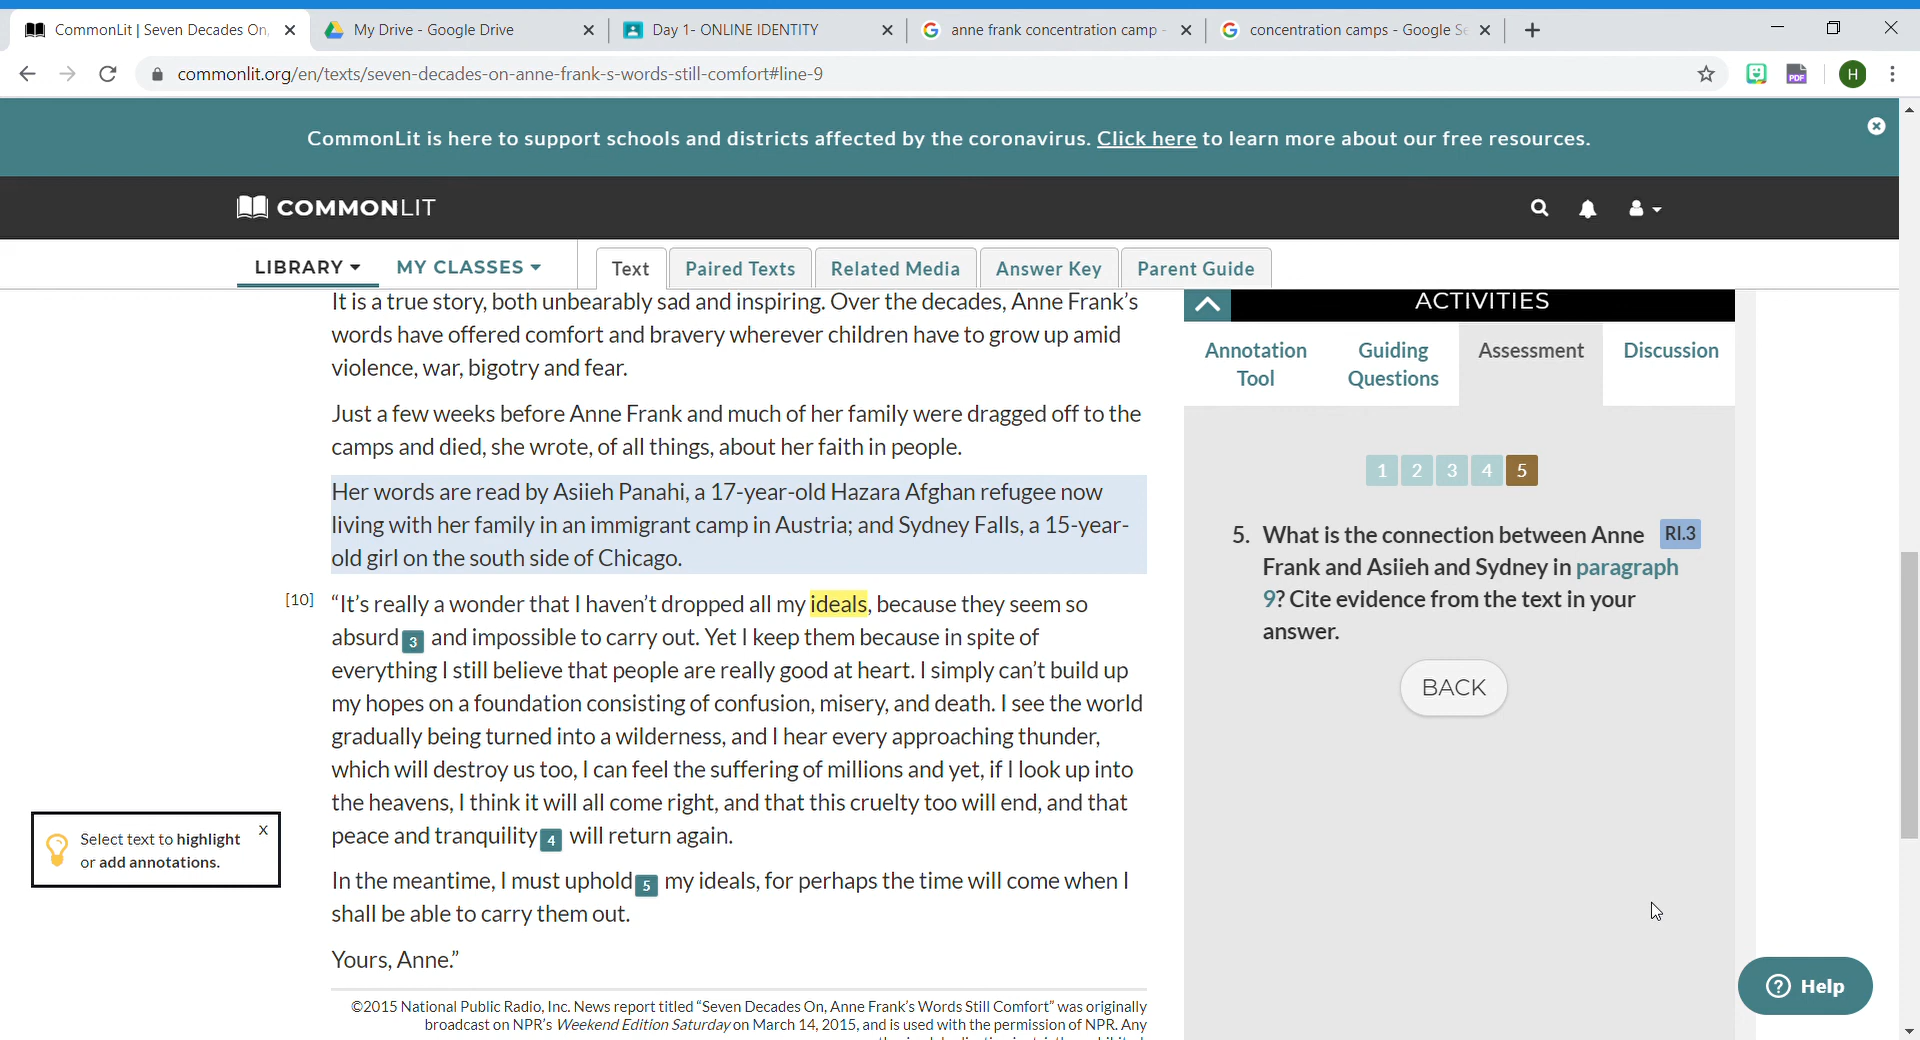 CommonLit | Seven Decades On,
My Drive - Google Drive
Day 1- ONLINE IDENTITY
anne frank concentration camp -
concentration camps - Google Se
commonlit.org/en/texts/seven-decades-on-anne-frank-s-words-still-comfort#line-9
PDF
H
CommonLit is here to support schools and districts affected by the coronavirus. Click here to learn more about our free resources.
COMMONLIT
LIBRARY
MY CLASSES
Text
Paired Texts
Related Media
Answer Key
Parent Guide
It is a true story, both unbearably sad and inspiring. Over the decades, Anne Frank's
words have offered comfort and bravery wherever children have to grow up amid
violence, war, bigotry and fear.
Just a few weeks before Anne Frank and much of her family were dragged off to the
camps and died, she wrote, of all things, about her faith in people.
Her words are read by Asiieh Panahi, a 17-year-old Hazara Afghan refugee now
living with her family in an immigrant camp in Austria; and Sydney Falls, a 15-year-
old girl on the south side of Chicago.
[10] “It's really a wonder that I haven't dropped all my ideals, because they seem so
absurd 3 and impossible to carry out. Yet I keep them because in spite of
everything I still believe that people are really good at heart. I simply can't build up
my hopes on a foundation consisting of confusion, misery, and death. I see the world
gradually being turned into a wilderness, and I hear every approaching thunder,
which will destroy us too, I can feel the suffering of millions and yet, if I look up into
the heavens, I think it will all come right, and that this cruelty too will end, and that
peace and tranquility 4 will return again.
In the meantime, I must uphold 5 my ideals, for perhaps the time will come when I
shall be able to carry them out.
Yours, Anne.”
©2015 National Public Radio, Inc. News report titled “Seven Decades On, Anne Frank's Words Still Comfort” was originally
broadcast on NPR's Weekend Edition Saturday on March 14, 2015, and is used with the permission of NPR. Any
Select text to highlight
or add annotations.
X
ACTIVITIES
Annotation
Tool
Guiding
Questions
Assessment
Discussion
1 2 3 4 5
5. What is the connection between Anne RI.3
Frank and Asiieh and Sydney in paragraph
9? Cite evidence from the text in your
answer.
BACK
? Help